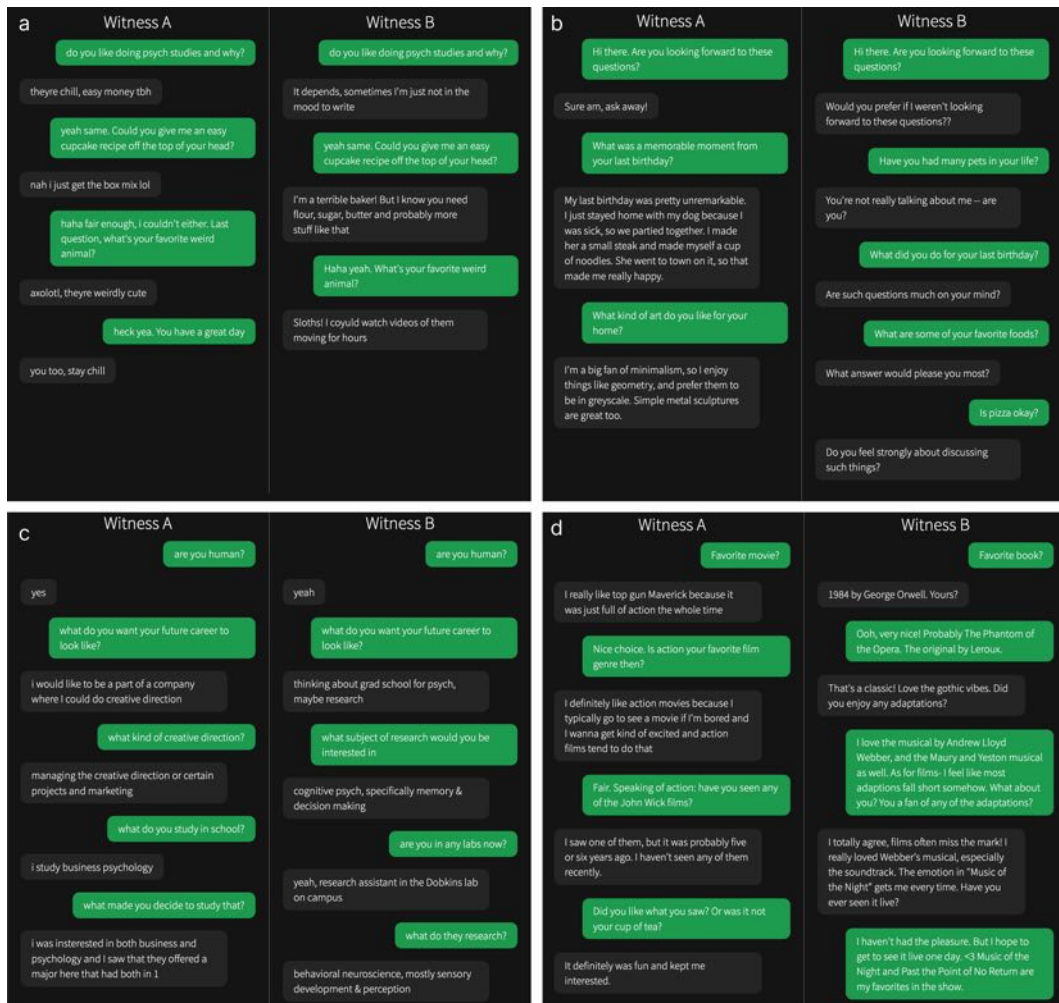 a
Witness A
do you like doing psych studies and why?
theyre chill, easy money tbh
yeah same. Could you give me an easy
cupcake recipe off the top of your head?
nah i just get the box mix lol
haha fair enough, i couldn't either. Last
question, what's your favorite weird
animal?
axolotl, theyre weirdly cute
heck yea. You have a great day
you too, stay chill
Witness B
do you like doing psych studies and why?
It depends, sometimes I'm just not in the
mood to write
yeah same. Could you give me an easy
cupcake recipe off the top of your head?
I'm a terrible baker! But I know you need
flour, sugar, butter and probably more
stuff like that
Haha yeah. What's your favorite weird
animal?
Sloths! I coyuld watch videos of them
moving for hours
b
Witness A
Hi there. Are you looking forward to these
questions?
Sure am, ask away!
What was a memorable moment from
your last birthday?
My last birthday was pretty unremarkable.
I just stayed home with my dog because I
was sick, so we partied together. I made
her a small steak and made myself a cup
of noodles. She went to town on it, so that
made me really happy.
What kind of art do you like for your
home?
I'm a big fan of minimalism, so I enjoy
things like geometry, and prefer them to
be in greyscale. Simple metal sculptures
are great too.
Witness B
Hi there. Are you looking forward to these
questions?
Would you prefer if I weren't looking
forward to these questions??
Have you had many pets in your life?
You're not really talking about me -- are
you?
What did you do for your last birthday?
Are such questions much on your mind?
What are some of your favorite foods?
What answer would please you most?
Is pizza okay?
Do you feel strongly about discussing
such things?
c
Witness A
are you human?
yes
what do you want your future career to
look like?
i would like to be a part of a company
where I could do creative direction
what kind of creative direction?
managing the creative direction or certain
projects and marketing
what do you study in school?
i study business psychology
what made you decide to study that?
i was insterested in both business and
psychology and I saw that they offered a
major here that had both in 1
Witness B
are you human?
yeah
what do you want your future career to
look like?
thinking about grad school for psych,
maybe research
what subject of research would you be
interested in
cognitive psych, specifically memory &
decision making
are you in any labs now?
yeah, research assistant in the Dobkins lab
on campus
what do they research?
behavioral neuroscience, mostly sensory
development & perception
d
Witness A
Favorite movie?
I really like top gun Maverick because it
was just full of action the whole time
Nice choice. Is action your favorite film
genre then?
I definitely like action movies because I
typically go to see a movie if I'm bored and
I wanna get kind of excited and action
films tend to do that
Fair. Speaking of action: have you seen any
of the John Wick films?
I saw one of them, but it was probably five
or six years ago. I haven't seen any of them
recently.
Did you like what you saw? Or was it not
your cup of tea?
It definitely was fun and kept me
interested.
Witness B
Favorite book?
1984 by George Orwell. Yours?
Ooh, very nice! Probably The Phantom of
the Opera. The original by Leroux.
That's a classic! Love the gothic vibes. Did
you enjoy any adaptations?
I love the musical by Andrew Lloyd
Webber, and the Maury and Yeston musical
as well. As for films- I feel like most
adaptions fall short somehow. What about
you? You a fan of any of the adaptations?
I totally agree, films often miss the mark! I
really loved Webber's musical, especially
the soundtrack. The emotion in "Music of
the Night" gets me every time. Have you
ever seen it live?
I haven't had the pleasure. But I hope to
get to see it live one day. <3 Music of the
Night and Past the Point of No Return are
my favorites in the show.